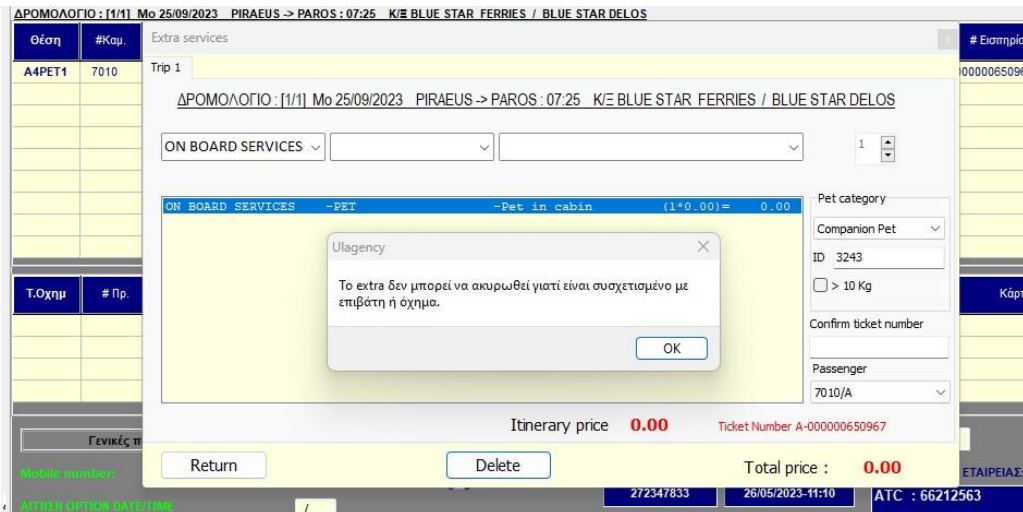 ΔΡΟΜΟΛΟΓΙΟ : [1/1] Mo 25/09/2023 PIRAEUS -> PAROS : 07:25 Κ/Ξ BLUE STAR FERRIES / BLUE STAR DELOS
Θέση #Καμ. Extra services
A4PET1 7010 Trip 1
ΔΡΟΜΟΛΟΓΙΟ : [1/1] Mo 25/09/2023 PIRAEUS -> PAROS : 07:25 Κ/Ξ BLUE STAR FERRIES / BLUE STAR DELOS
ON BOARD SERVICES 1
Pet category
ON BOARD SERVICES -PET -Pet in cabin (1*0.00)= 0.00
Companion Pet
Ulagency
ID 3243
Το extra δεν μπορεί να ακυρωθεί γιατί είναι συσχετισμένο με
επιβάτη ή όχημα.
> 10 Kg
Τ.Οχημ # Πρ.
Confirm ticket number
OK
Passenger
7010/A
Itinerary price 0.00 Ticket Number A-000000650967
Γενικές
Return Delete Total price : 0.00
Mobile number: ΕΤΑΙΡΕΙΑΣ:
272347833 26/05/2023-11:10 ATC : 66212563
ΑΙΤΗΣΗ OPTION DATE/TIME /